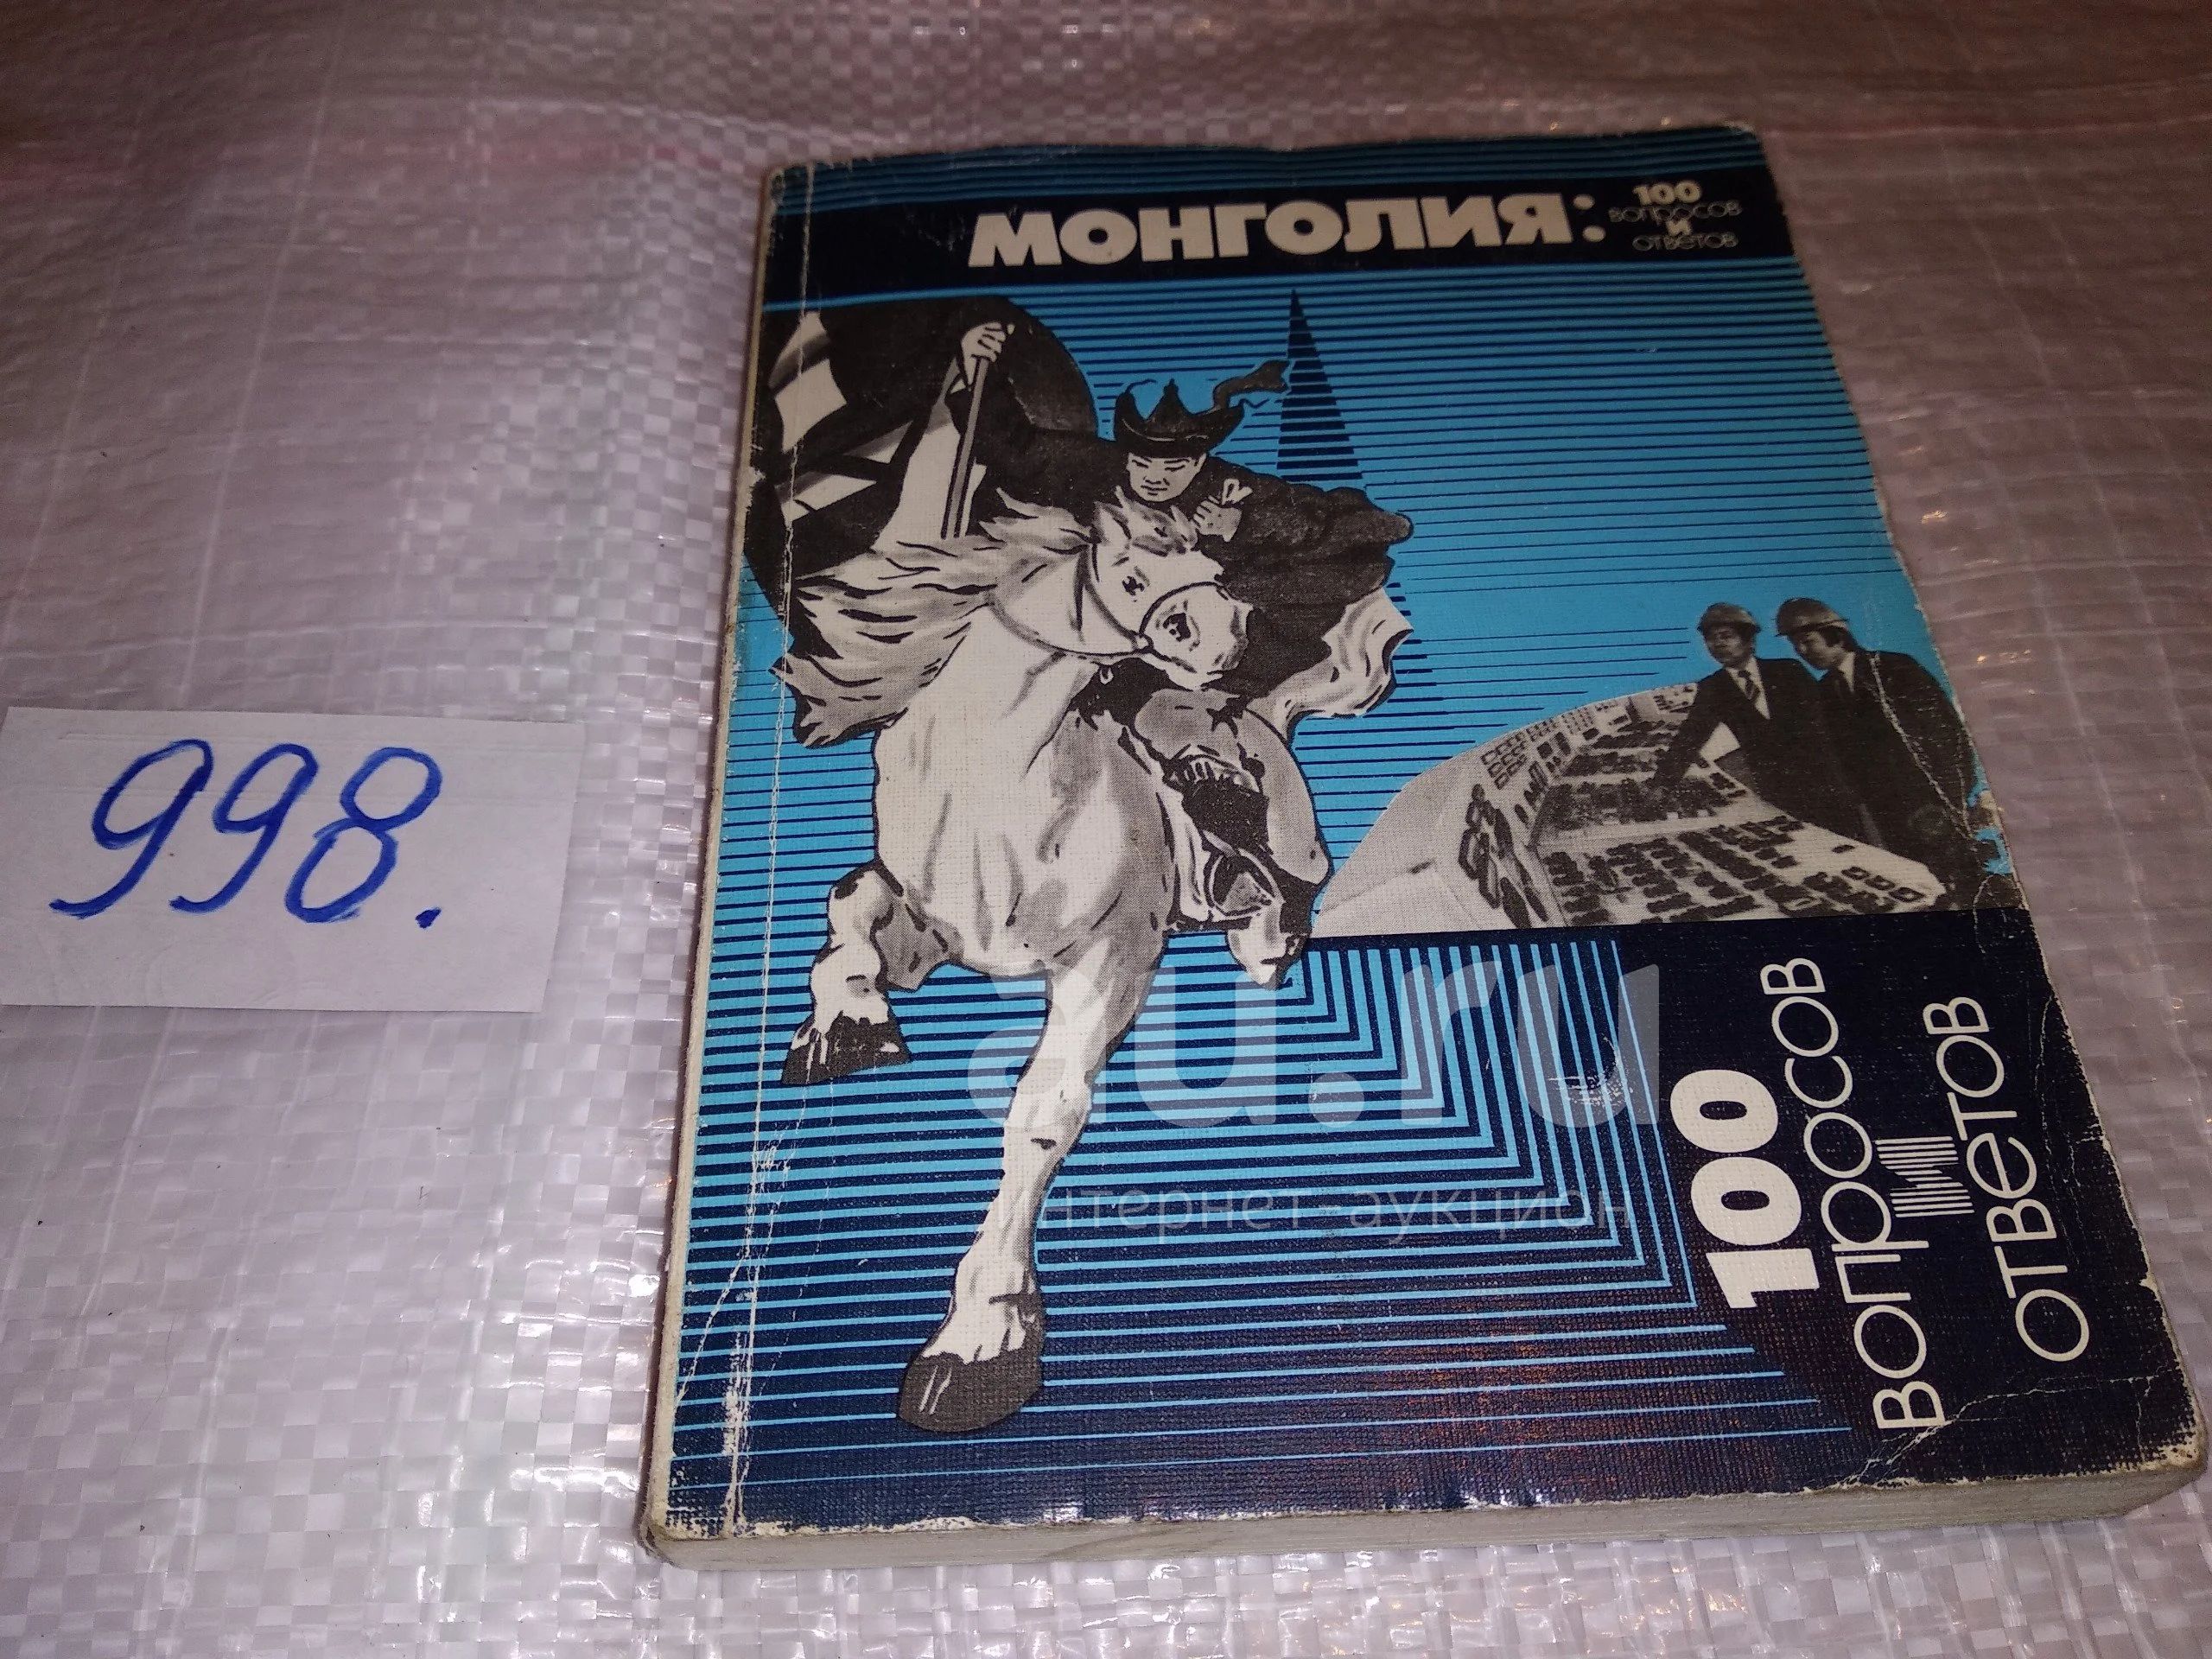 МОНГОЛИЯ:
100
вопросов
и
ответов
998.
100
ВОПРОСОВ
И
ОТВЕТОВ
au.ru
интернет-аукцион